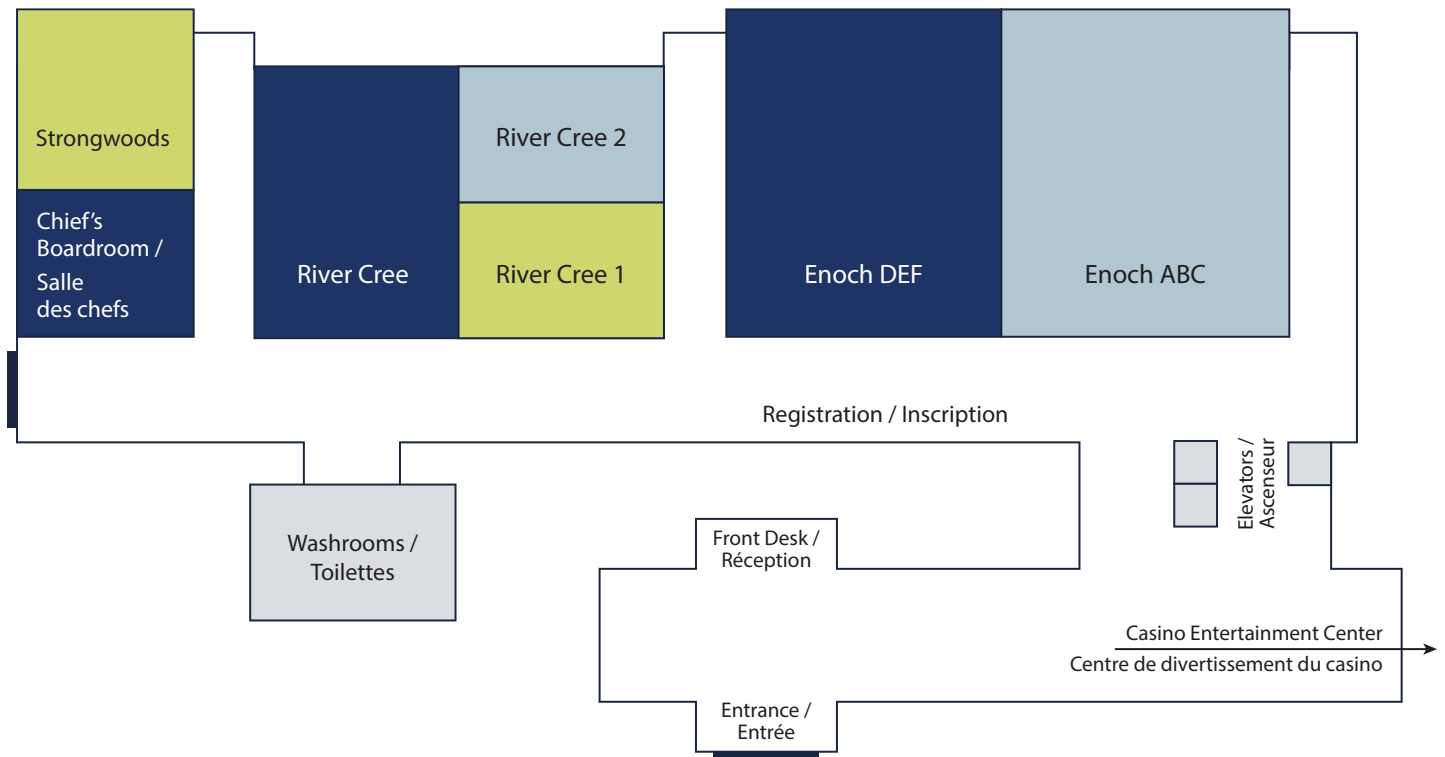 Strongwoods
Chief's
Boardroom /
Salle
des chefs
River Cree
River Cree 2
River Cree 1
Enoch DEF
Enoch ABC
Registration / Inscription
Elevators /
Ascenseur
Washrooms /
Toilettes
Front Desk /
Réception
Casino Entertainment Center
Centre de divertissement du casino
Entrance /
Entrée